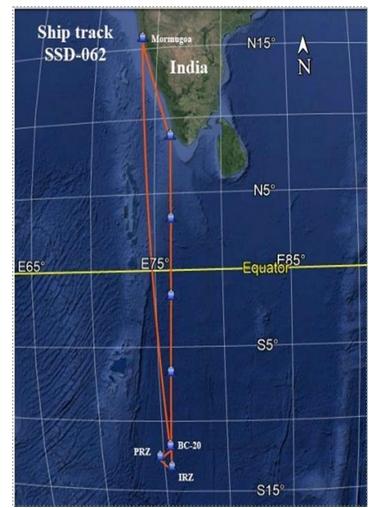 Ship track
SSD-062
Mormugoa
N15°
N
India
N5°
E65°
E75°
Equator
E85°
S5°
BC-20
PRZ
IRZ
S15°